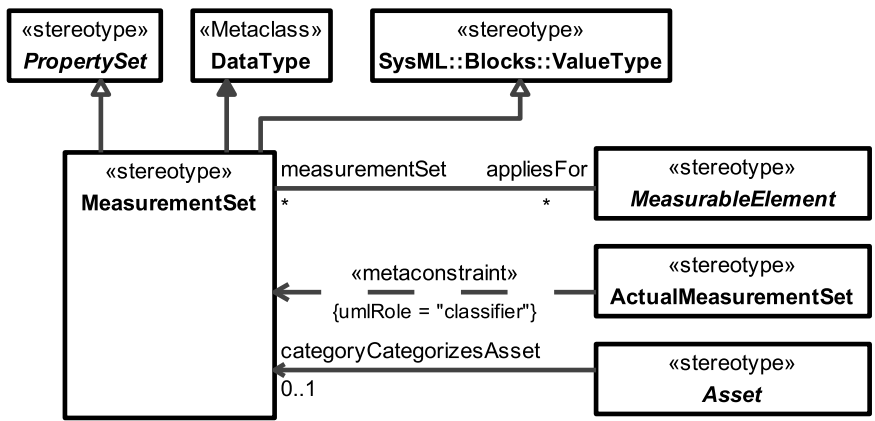 «stereotype»
PropertySet
«Metaclass»
DataType
«stereotype»
SysML::Blocks::ValueType
«stereotype»
MeasurementSet
measurementSet
*
appliesFor
*
«stereotype»
MeasurableElement
«metaconstraint»
{umlRole = "classifier"}
«stereotype»
ActualMeasurementSet
categoryCategorizesAsset
0..1
«stereotype»
Asset